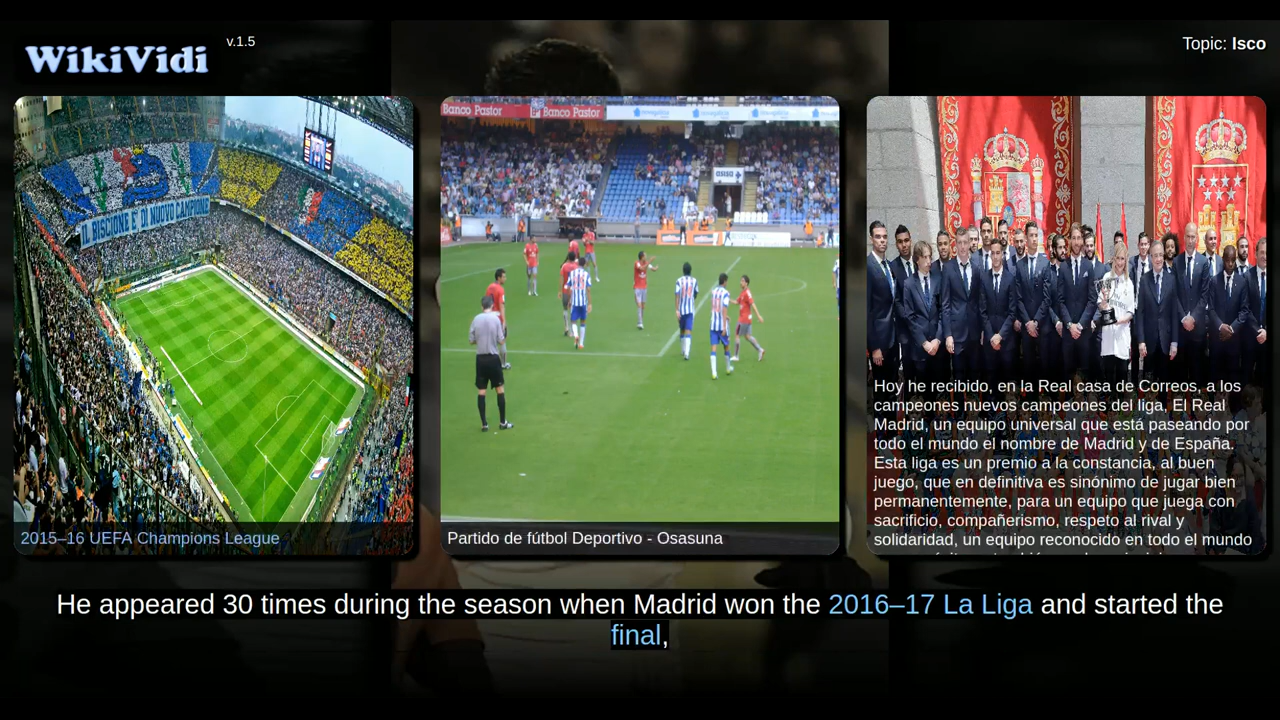 WikiVidi
v.1.5
Topic: Isco
IL BISCIONE E' DI NUOVO CAMPIONE
Banco Pastor
Banco Pastor
asisa
2015–16 UEFA Champions League
Partido de fútbol Deportivo - Osasuna
Hoy he recibido, en la Real casa de Correos, a los
campeones nuevos campeones del liga, El Real
Madrid, un equipo universal que está paseando por
todo el mundo el nombre de Madrid y de España.
Esta liga es un premio a la constancia, al buen
juego, que en definitiva es sinónimo de jugar bien
permanentemente, para un equipo que juega con
sacrificio, compañerismo, respeto al rival y
solidaridad, un equipo reconocido en todo el mundo
He appeared 30 times during the season when Madrid won the 2016–17 La Liga and started the
final,